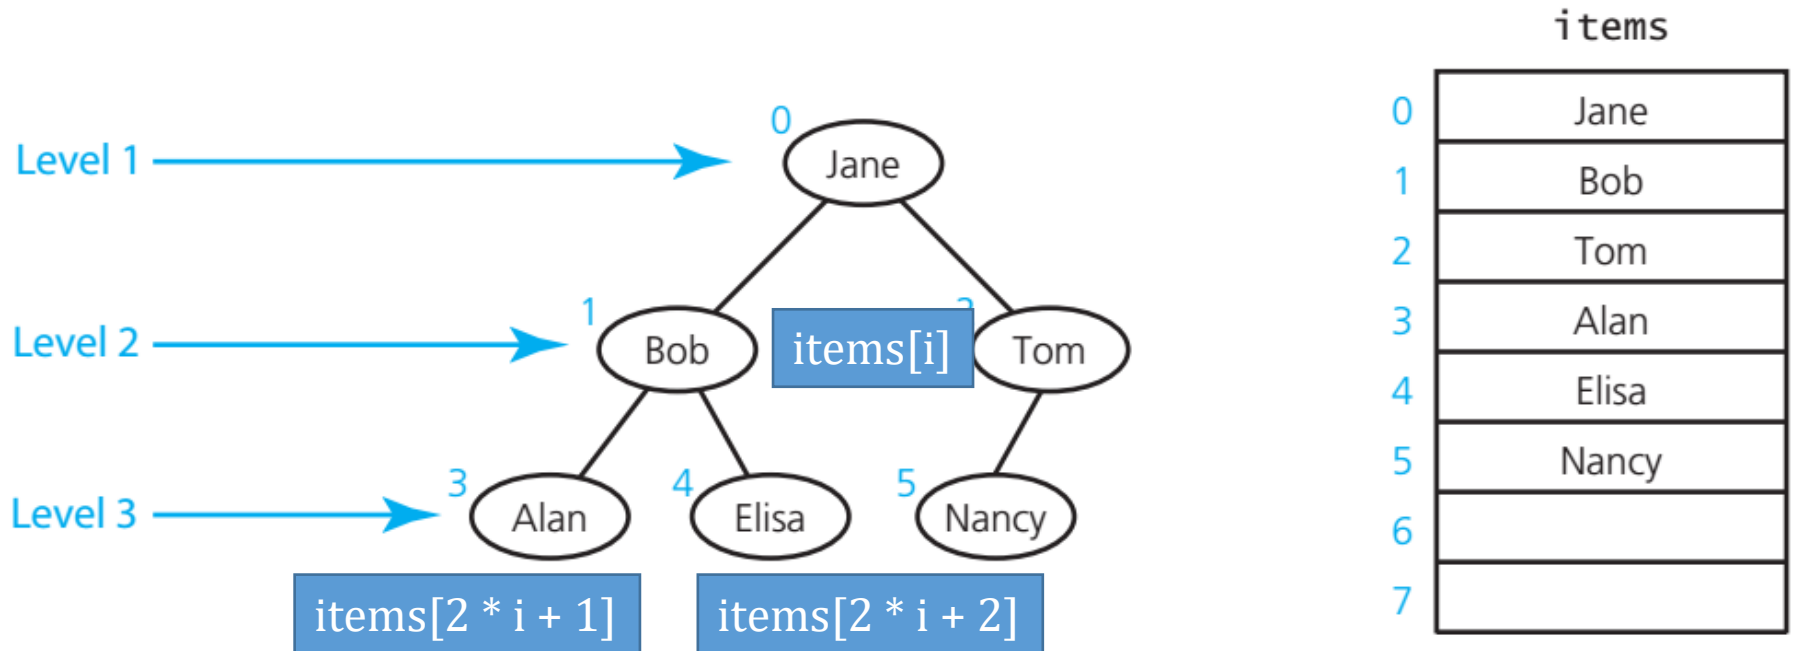 items
0
Jane
Level 1
Jane
0
1
Bob
2
Tom
1
Level 2
Bob
items[i]
Tom
3
Alan
4
Elisa
3
4
5
Level 3
Alan
Elisa
Nancy
5
Nancy
6
items[2 * i + 1]
items[2 * i + 2]
7